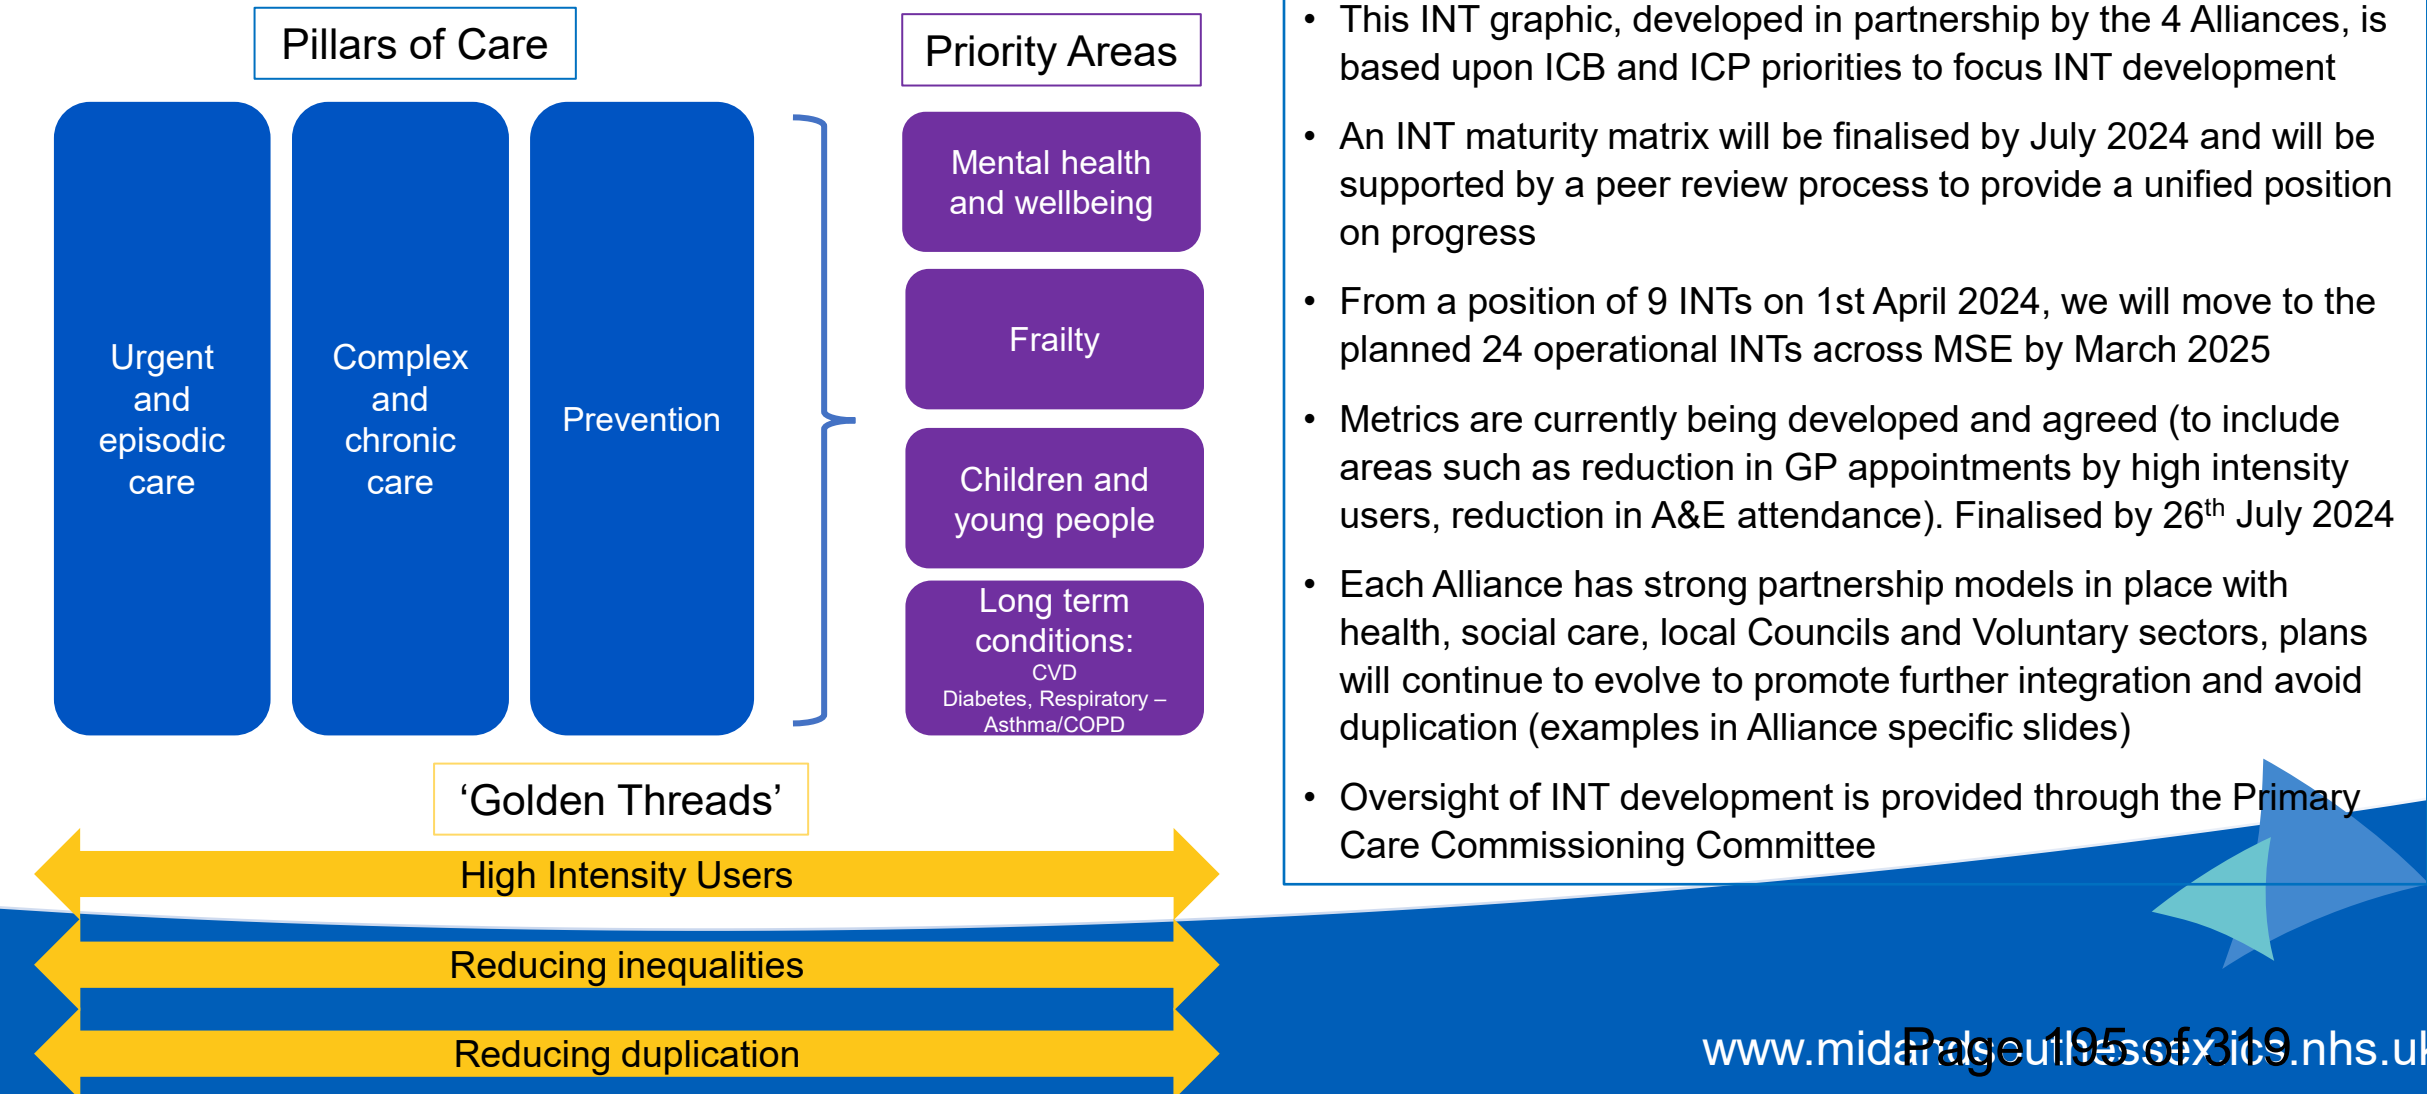 Pillars of Care
Urgent
and
episodic
care
Complex
and
chronic
care
Prevention
Priority Areas
Mental health
and wellbeing
Frailty
Children and
young people
Long term
conditions:
CVD
Diabetes, Respiratory –
Asthma/COPD
‘Golden Threads’
High Intensity Users
Reducing inequalities
Reducing duplication
• This INT graphic, developed in partnership by the 4 Alliances, is
based upon ICB and ICP priorities to focus INT development
• An INT maturity matrix will be finalised by July 2024 and will be
supported by a peer review process to provide a unified position
on progress
• From a position of 9 INTs on 1st April 2024, we will move to the
planned 24 operational INTs across MSE by March 2025
• Metrics are currently being developed and agreed (to include
areas such as reduction in GP appointments by high intensity
users, reduction in A&E attendance). Finalised by 26th July 2024
• Each Alliance has strong partnership models in place with
health, social care, local Councils and Voluntary sectors, plans
will continue to evolve to promote further integration and avoid
duplication (examples in Alliance specific slides)
• Oversight of INT development is provided through the Primary
Care Commissioning Committee
www.midandsouthessex.ics.nhs.uk
Page 195 of 319